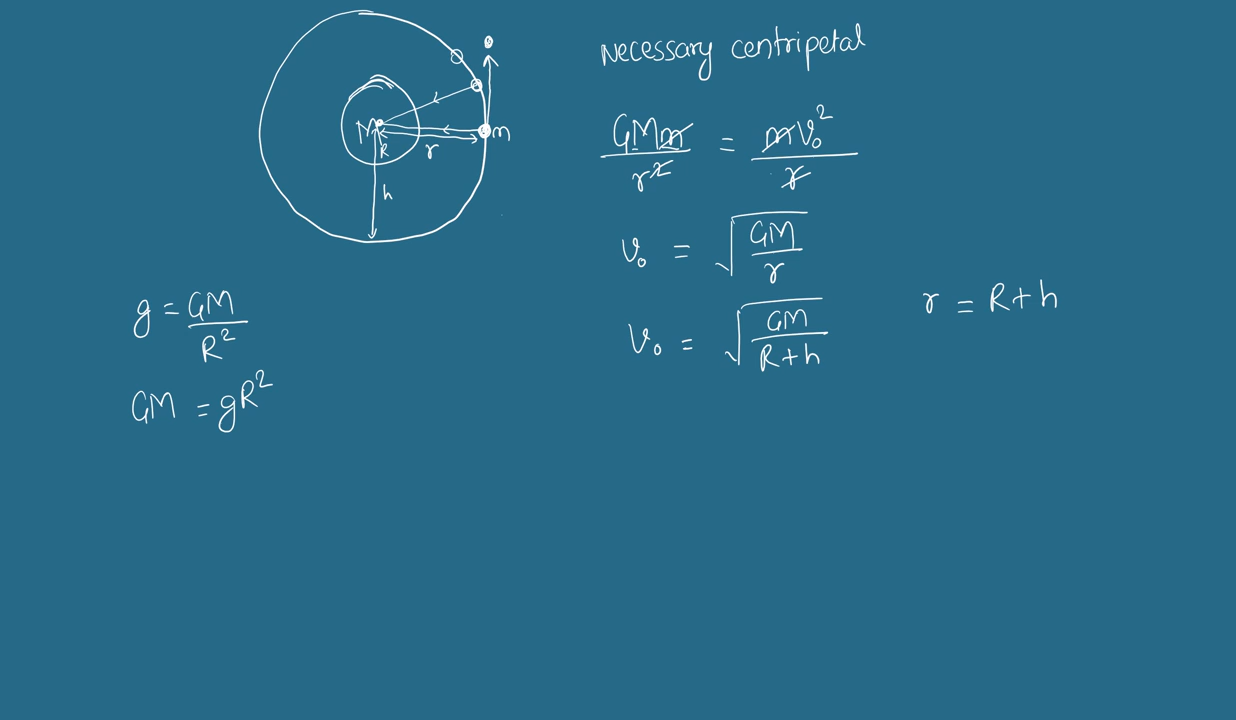 Necessary centripetal
M
R
r
m
h
GMm/r² = mv₀²/r
v₀ = √(GM/r)
r = R+h
v₀ = √(GM/(R+h))
g = GM/R²
GM = gR²